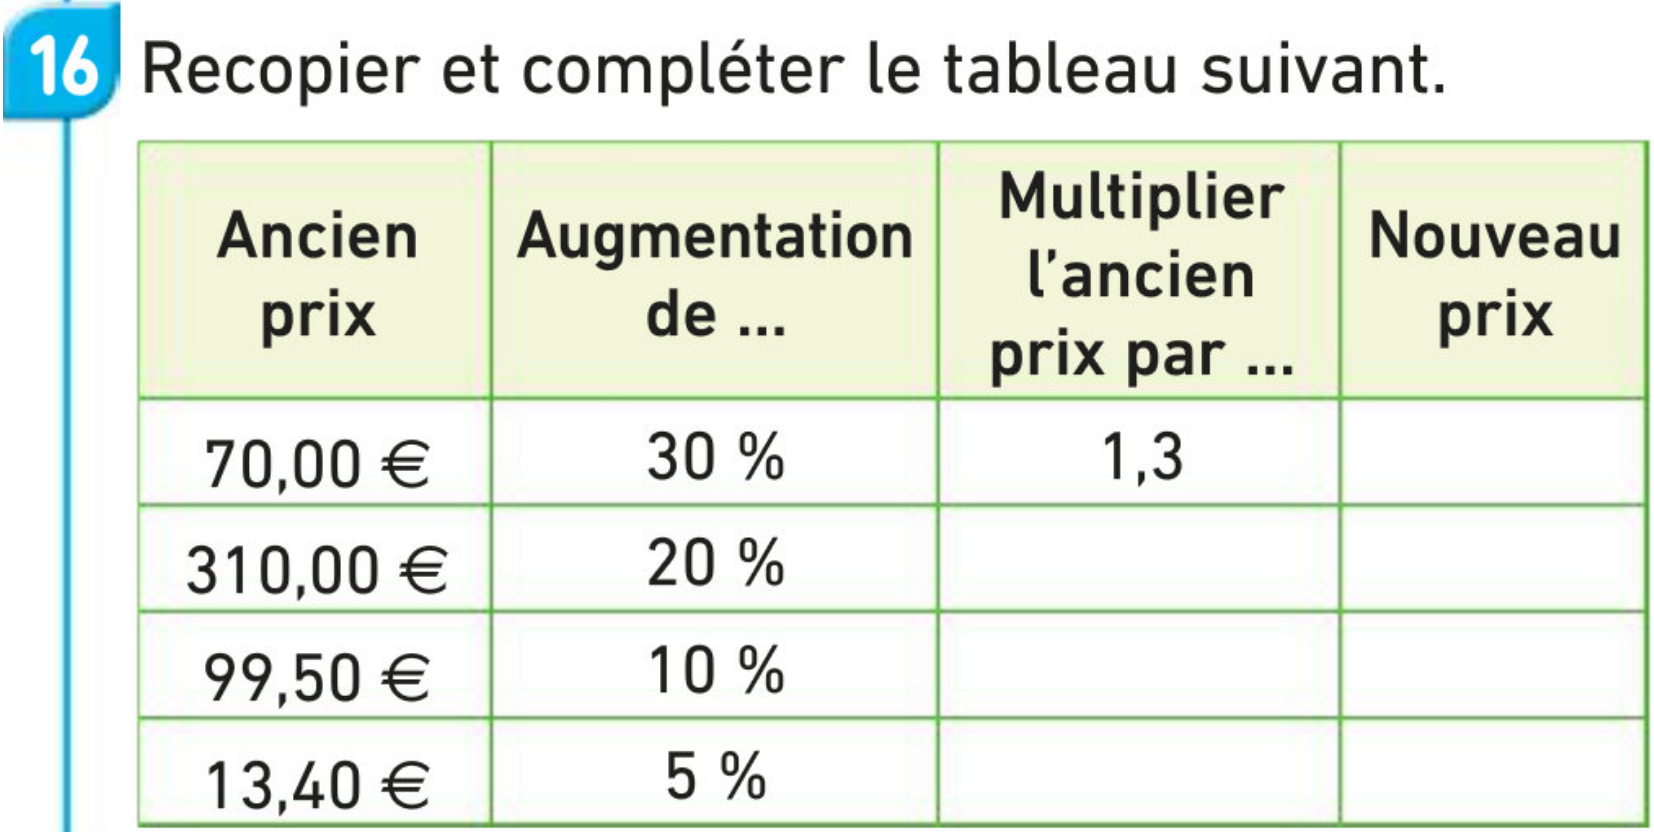 16 Recopier et compléter le tableau suivant.
Ancien prix | Augmentation de ... | Multiplier l'ancien prix par ... | Nouveau prix
70,00 € | 30 % | 1,3 |
310,00 € | 20 % | |
99,50 € | 10 % | |
13,40 € | 5 % | |